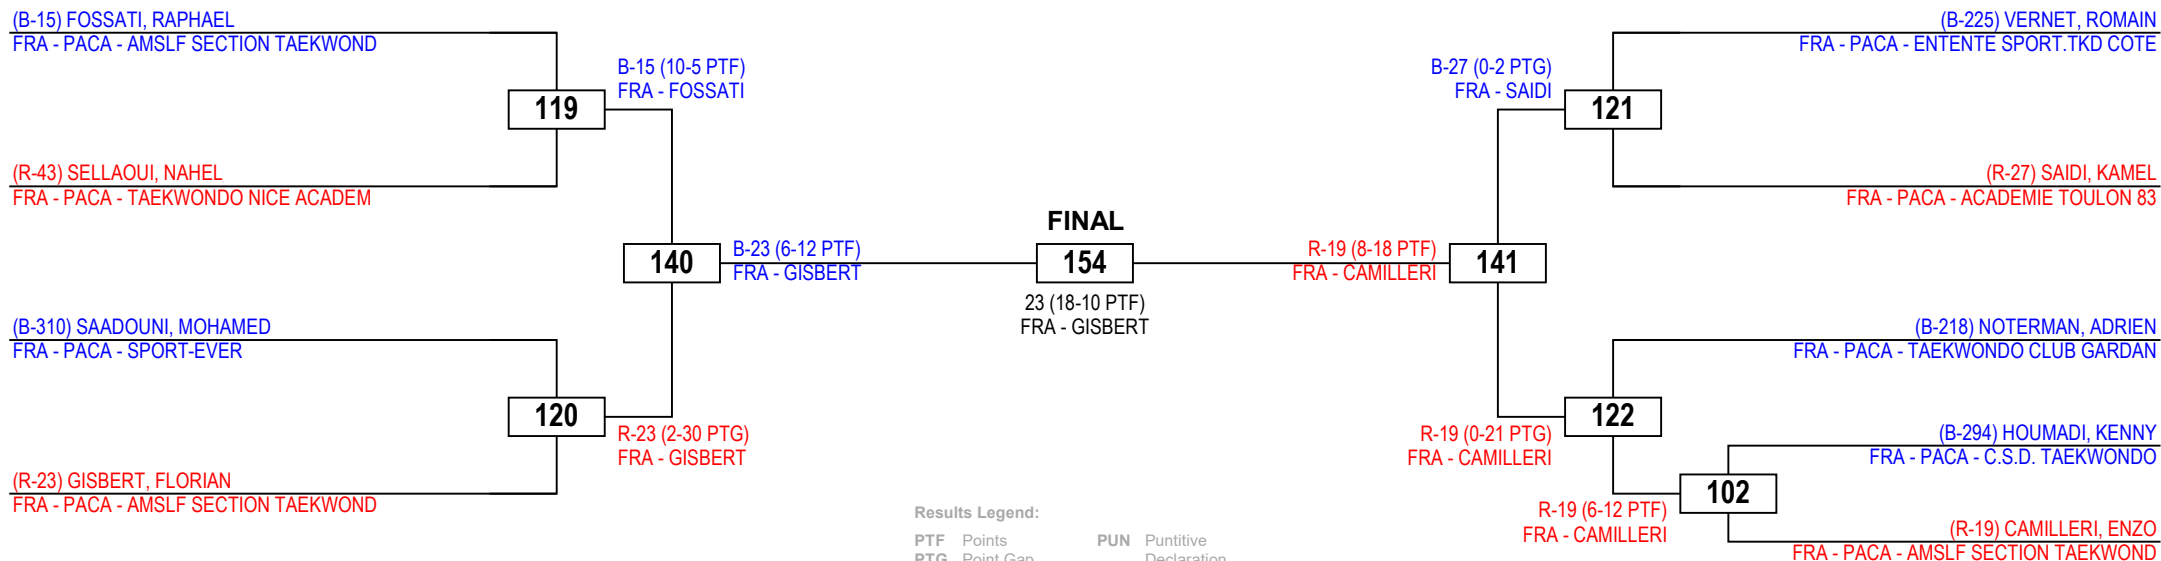 (B-15) FOSSATI, RAPHAEL
FRA - PACA - AMSLF SECTION TAEKWOND
B-15 (10-5 PTF)
FRA - FOSSATI
119
(R-43) SELLAOUI, NAHEL
FRA - PACA - TAEKWONDO NICE ACADEM
140
B-23 (6-12 PTF)
FRA - GISBERT
(B-310) SAADOUNI, MOHAMED
FRA - PACA - SPORT-EVER
120
R-23 (2-30 PTG)
FRA - GISBERT
(R-23) GISBERT, FLORIAN
FRA - PACA - AMSLF SECTION TAEKWOND
FINAL
154
23 (18-10 PTF)
FRA - GISBERT
(B-225) VERNET, ROMAIN
FRA - PACA - ENTENTE SPORT.TKD COTE
B-27 (0-2 PTG)
FRA - SAIDI
121
(R-27) SAIDI, KAMEL
FRA - PACA - ACADEMIE TOULON 83
R-19 (8-18 PTF)
FRA - CAMILLERI
141
(B-218) NOTERMAN, ADRIEN
FRA - PACA - TAEKWONDO CLUB GARDAN
122
R-19 (0-21 PTG)
FRA - CAMILLERI
(B-294) HOUMADI, KENNY
FRA - PACA - C.S.D. TAEKWONDO
102
R-19 (6-12 PTF)
FRA - CAMILLERI
(R-19) CAMILLERI, ENZO
FRA - PACA - AMSLF SECTION TAEKWOND
Results Legend:
PTF Points PUN Puntitive
PTG Point Gap Declaration